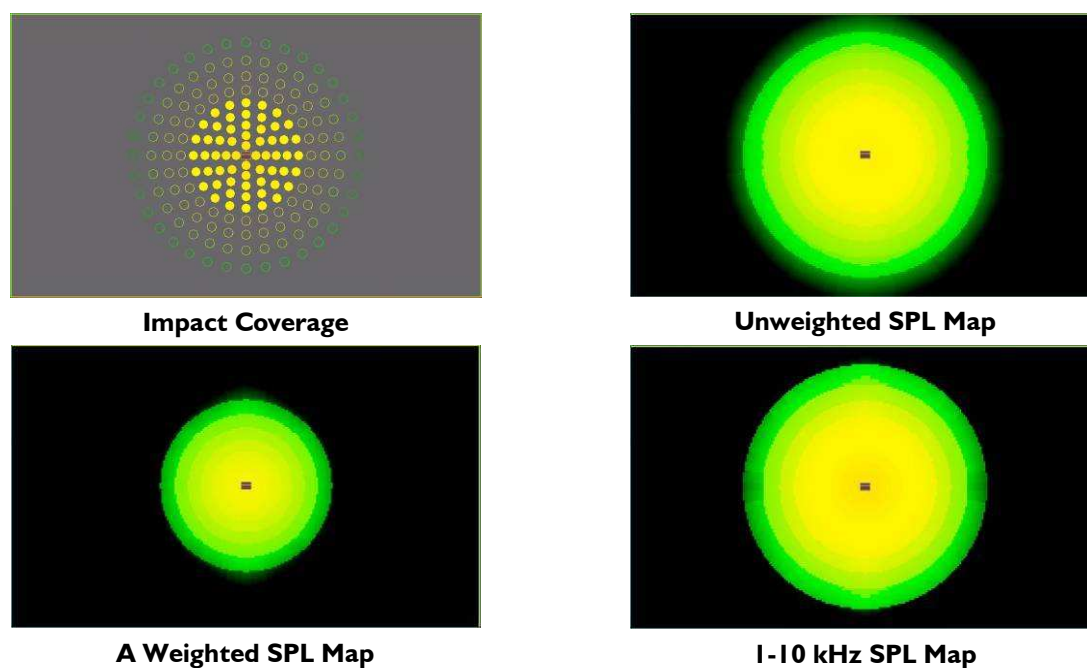 Impact Coverage
Unweighted SPL Map
A Weighted SPL Map
1-10 kHz SPL Map